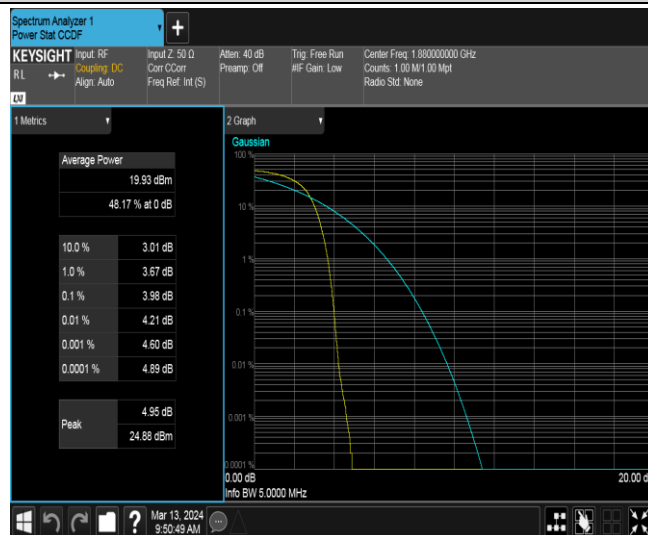 Spectrum Analyzer 1
Power Stat CCDF
+
KEYSIGHT
RL
LXI
Input: RF
Coupling: DC
Align: Auto
Input Z: 50 Ω
Corr CCorr
Freq Ref: Int (S)
Atten: 40 dB
Preamp: Off
Trig: Free Run
#IF Gain: Low
Center Freq: 1.880000000 GHz
Counts: 1.00 M/1.00 Mpt
Radio Std: None
1 Metrics
Average Power
19.93 dBm
48.17 % at 0 dB
10.0 % 3.01 dB
1.0 % 3.67 dB
0.1 % 3.98 dB
0.01 % 4.21 dB
0.001 % 4.60 dB
0.0001 % 4.89 dB
Peak
4.95 dB
24.88 dBm
2 Graph
Gaussian
100 %
10 %
1 %
0.1 %
0.01 %
0.001 %
0.0001 %
0.00 dB
20.00 d
Info BW 5.0000 MHz
?
Mar 13, 2024
9:50:49 AM